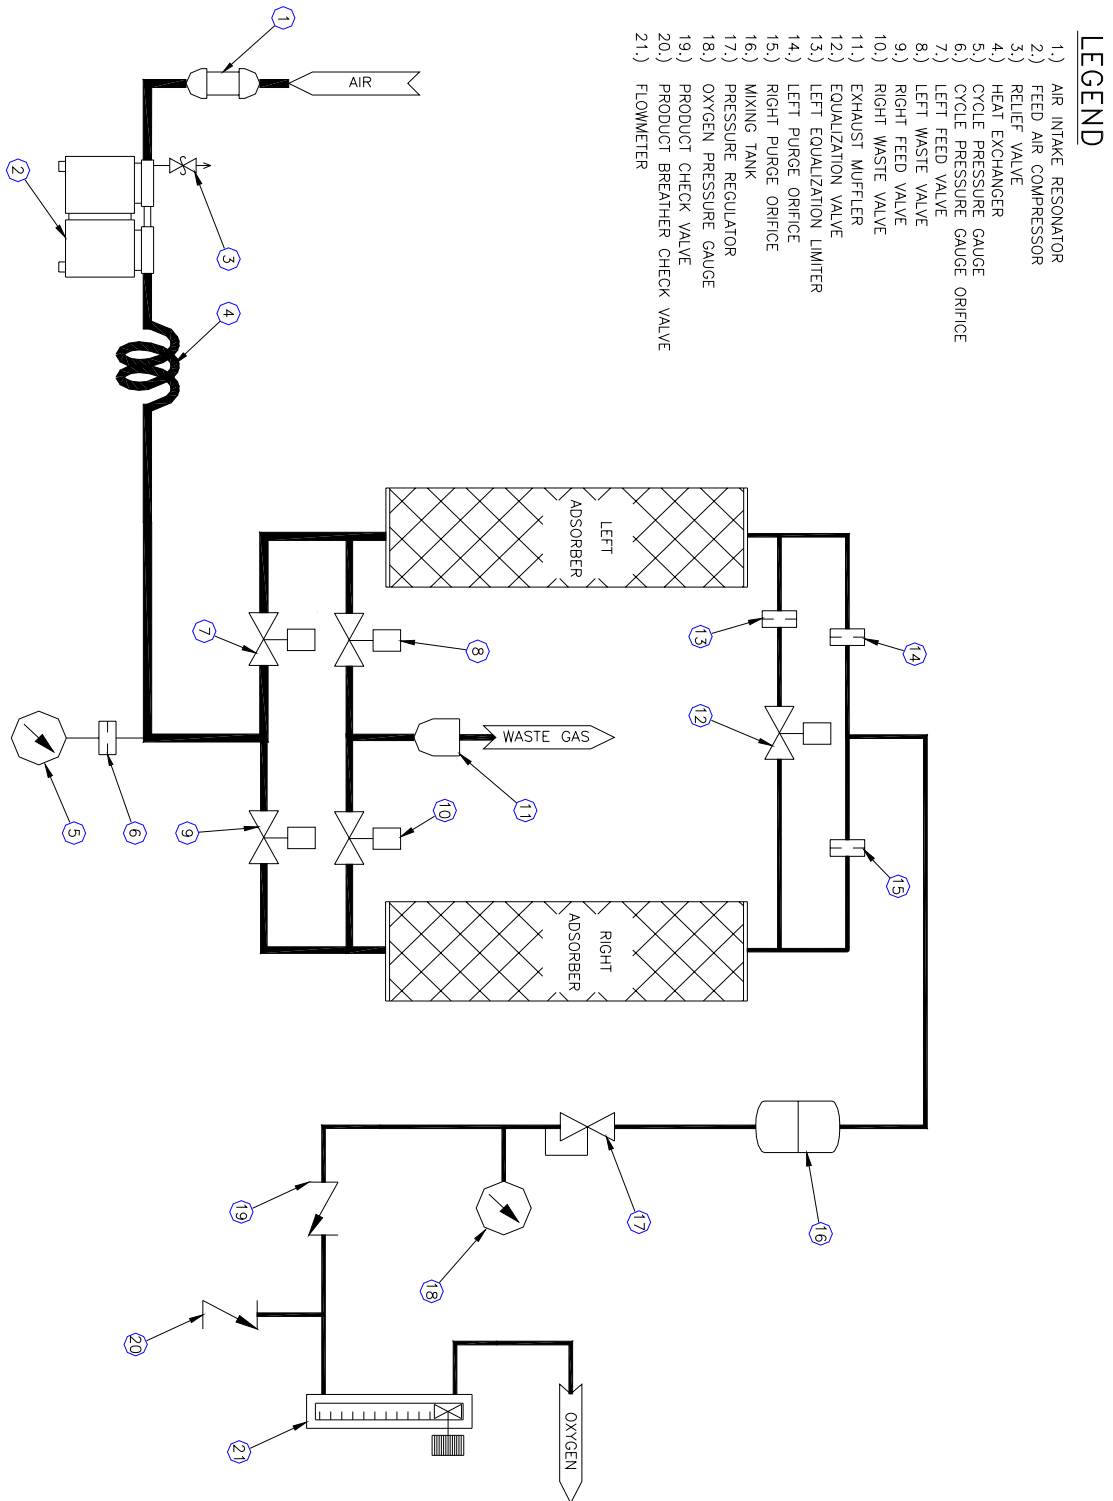 LEGEND
1.) AIR INTAKE RESONATOR
2.) FEED AIR COMPRESSOR
3.) RELIEF VALVE
4.) HEAT EXCHANGER
5.) CYCLE PRESSURE GAUGE
6.) CYCLE PRESSURE GAUGE ORIFICE
7.) LEFT FEED VALVE
8.) LEFT WASTE VALVE
9.) RIGHT FEED VALVE
10.) RIGHT WASTE VALVE
11.) EXHAUST MUFFLER
12.) EQUALIZATION VALVE
13.) LEFT EQUALIZATION LIMITER
14.) LEFT PURGE ORIFICE
15.) RIGHT PURGE ORIFICE
16.) MIXING TANK
17.) PRESSURE REGULATOR
18.) OXYGEN PRESSURE GAUGE
19.) PRODUCT CHECK VALVE
20.) PRODUCT BREATHER CHECK VALVE
21.) FLOWMETER
1
AIR
2
3
4
LEFT
ADSORBER
7
8
13
14
12
WASTE GAS
5
6
9
10
11
15
RIGHT
ADSORBER
16
17
18
19
20
21
OXYGEN